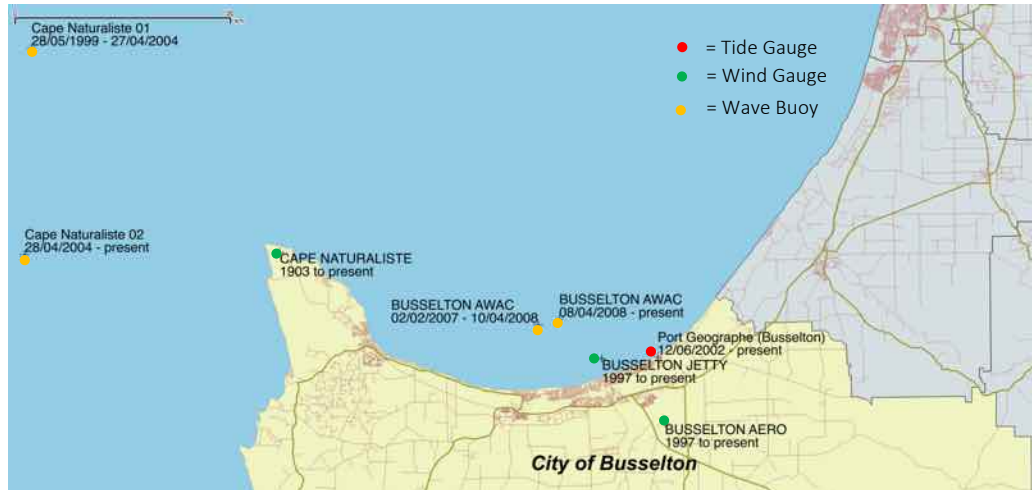 Cape Naturaliste 01
28/05/1999 - 27/04/2004
= Tide Gauge
= Wind Gauge
= Wave Buoy
Cape Naturaliste 02
28/04/2004 - present
CAPE NATURALISTE
1903 to present
BUSSELTON AWAC
02/02/2007 - 10/04/2008
BUSSELTON AWAC
08/04/2008 - present
Port Geographe (Busselton)
12/06/2002 - present
BUSSELTON JETTY
1997 to present
BUSSELTON AERO
1997 to present
City of Busselton